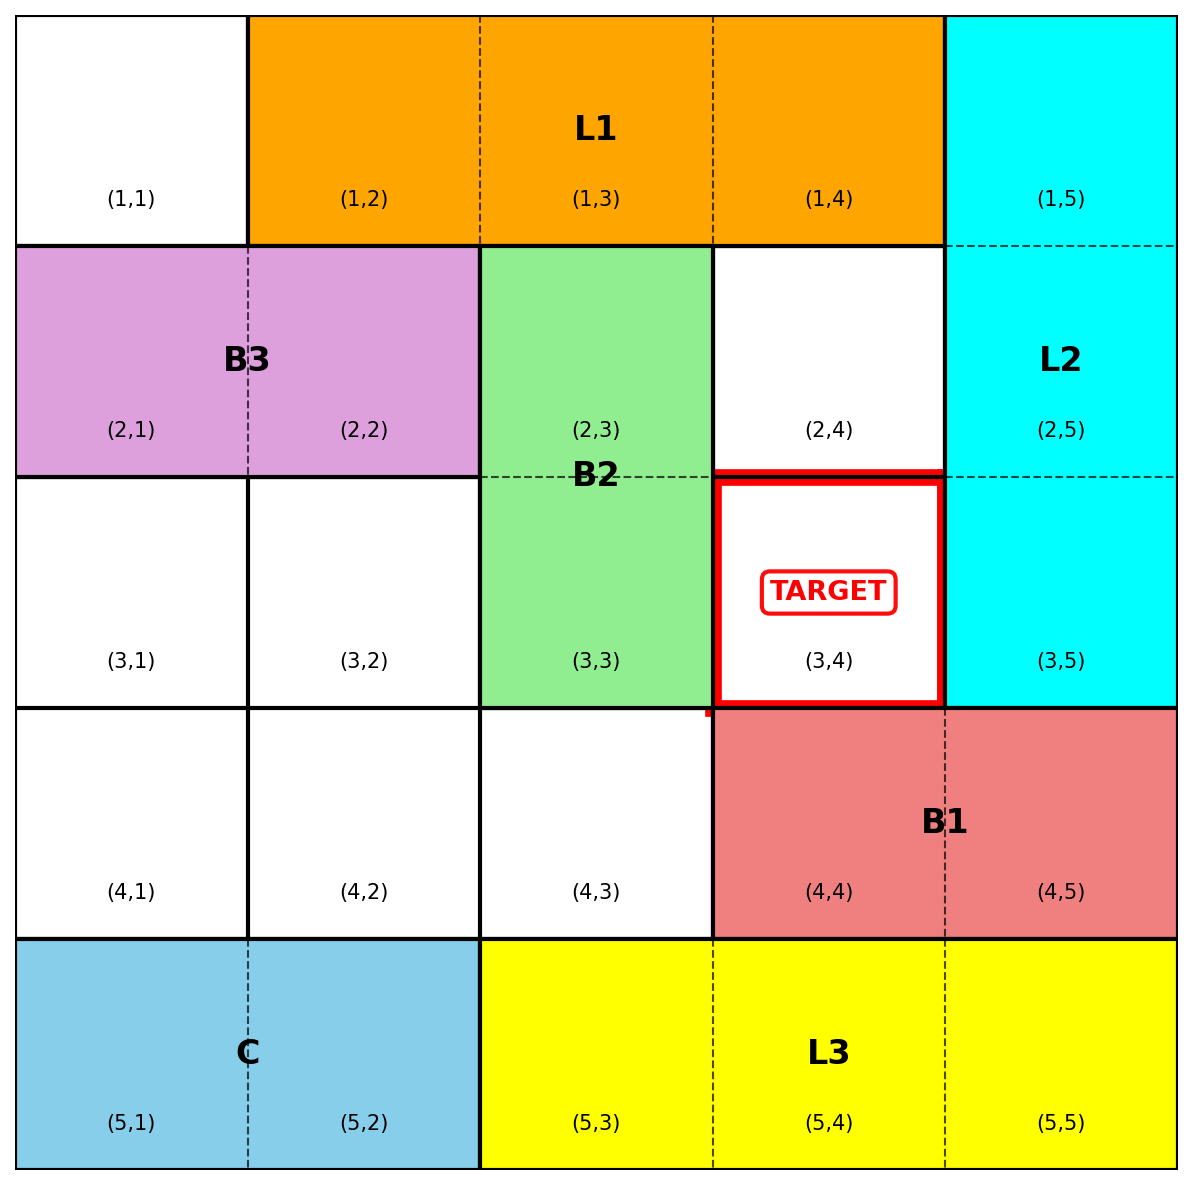 L1
(1,1) (1,2) (1,3) (1,4) (1,5)
B3 L2
(2,1) (2,2) (2,3) (2,4) (2,5)
B2
TARGET
(3,1) (3,2) (3,3) (3,4) (3,5)
B1
(4,1) (4,2) (4,3) (4,4) (4,5)
C L3
(5,1) (5,2) (5,3) (5,4) (5,5)